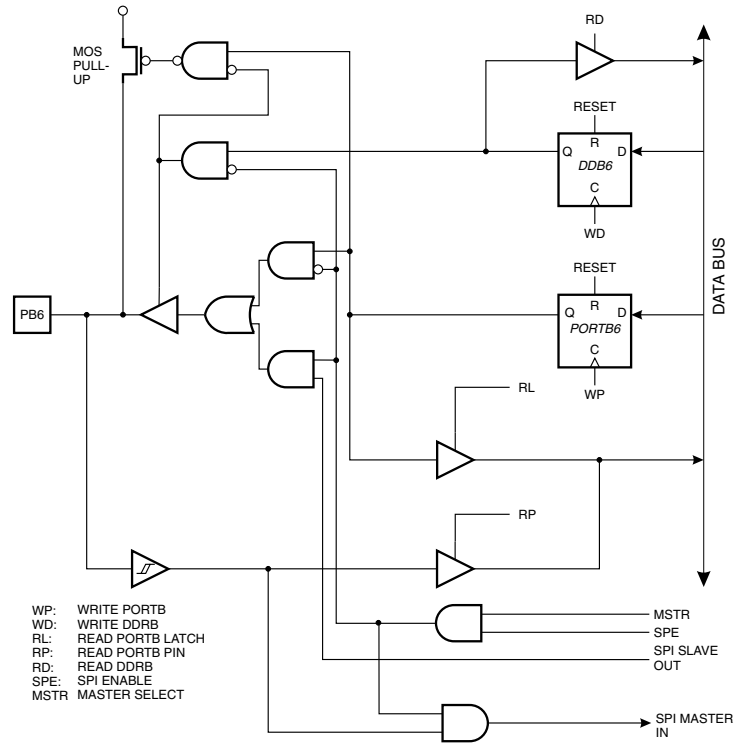 RD
MOS
PULL-
UP
RESET
R
Q
D
DDB6
C
WD
DATA BUS
RESET
R
Q
D
PORTB6
C
WP
PB6
RL
RP
WP: WRITE PORTB
WD: WRITE DDRB
RL: READ PORTB LATCH
RP: READ PORTB PIN
RD: READ DDRB
SPE: SPI ENABLE
MSTR MASTER SELECT
MSTR
SPE
SPI SLAVE
OUT
SPI MASTER
IN